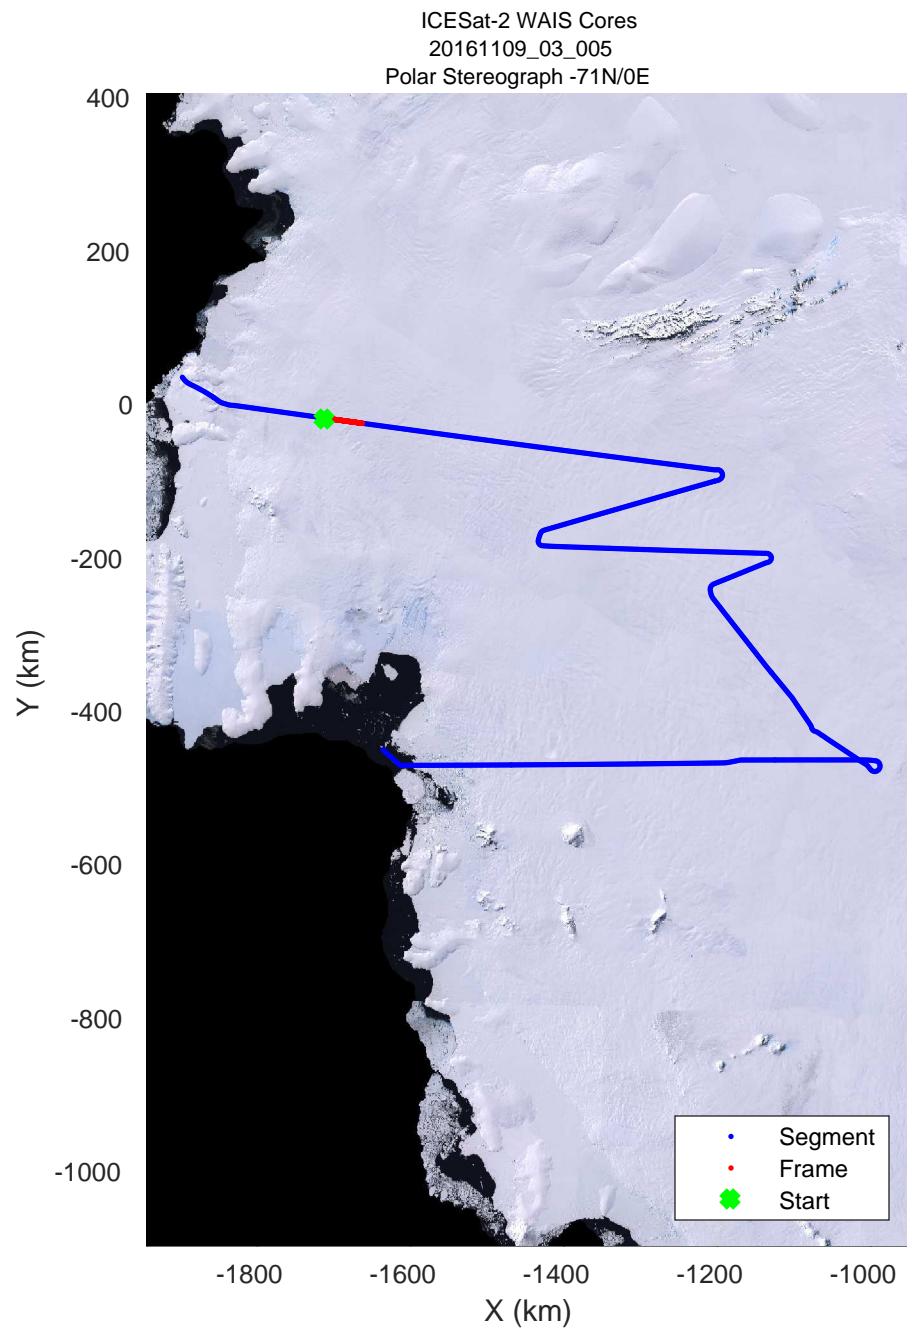 ICESat-2 WAIS Cores
20161109_03_005
Polar Stereograph -71N/0E
400
200
0
-200
-400
-600
-800
-1000
Y (km)
Segment
Frame
Start
-1800
-1600
-1400
-1200
-1000
X (km)